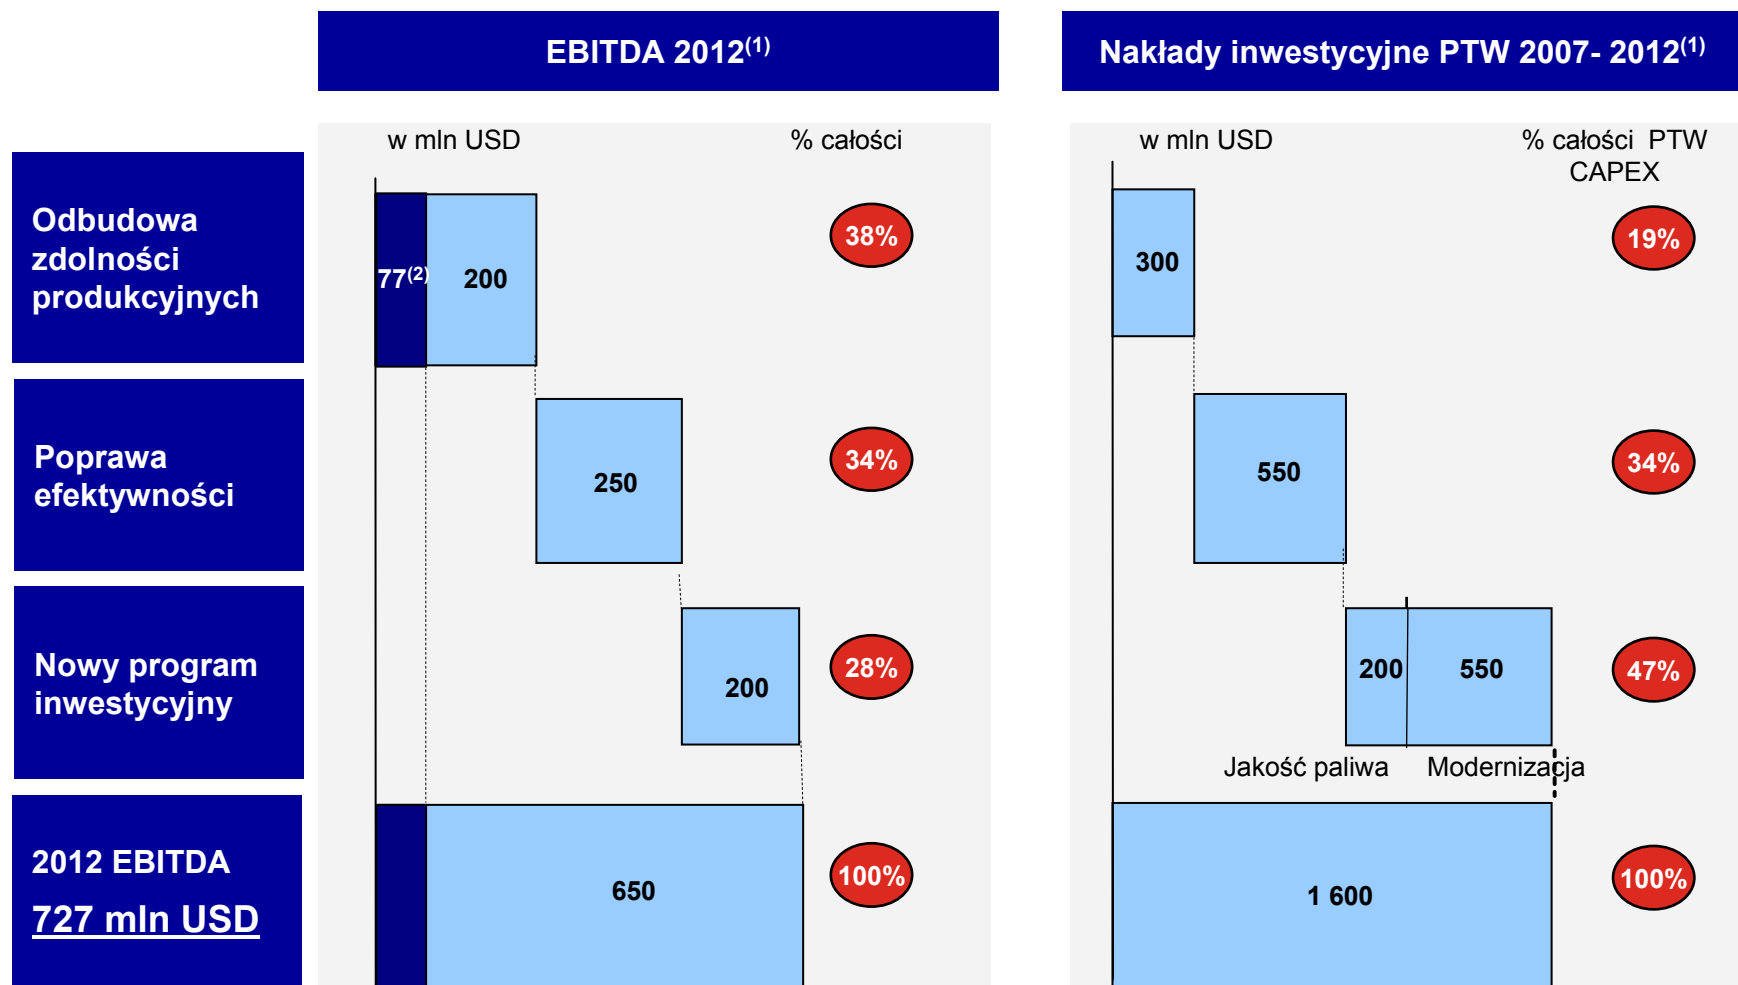 EBITDA 2012(1)
Nakłady inwestycyjne PTW 2007- 2012(1)
w mln USD
% całości
w mln USD
% całości PTW
CAPEX
Odbudowa
zdolności
produkcyjnych
77(2)
200
38%
300
19%
Poprawa
efektywności
250
34%
550
34%
Nowy program
inwestycyjny
200
28%
200
550
47%
Jakość paliwa
Modernizacja
2012 EBITDA
727 mln USD
650
100%
1 600
100%